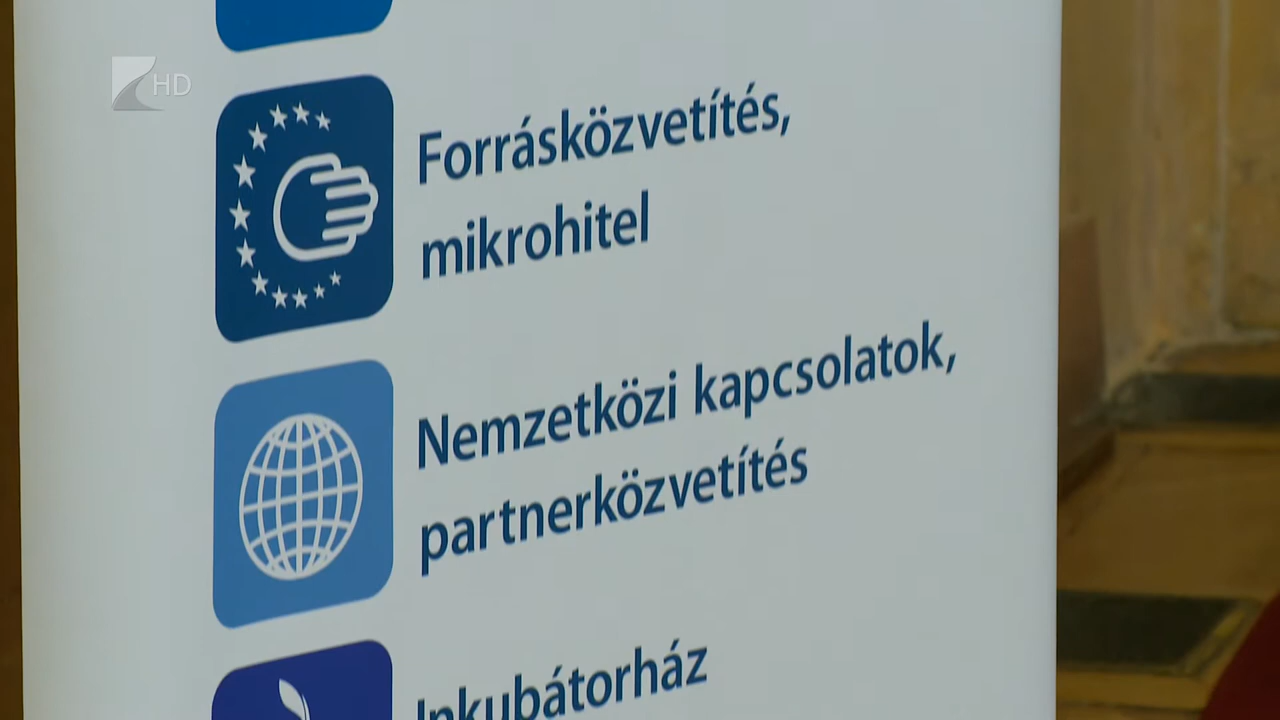 HD
Forrásközvetítés,
mikrohitel
Nemzetközi kapcsolatok,
partnerközvetítés
Inkubátorház